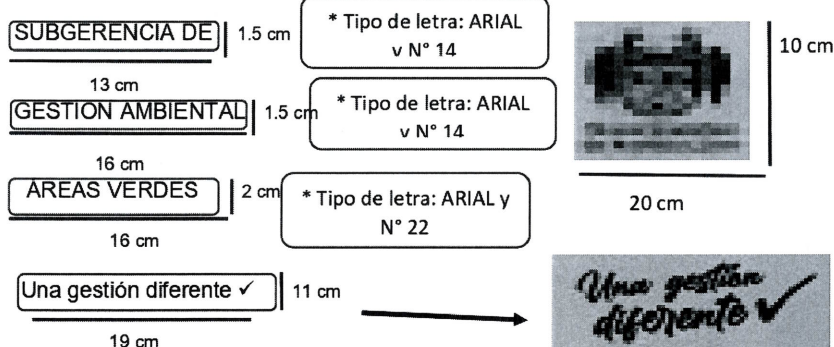 SUBGERENCIA DE
1.5 cm
* Tipo de letra: ARIAL
y N° 14
13 cm
10 cm
GESTION AMBIENTAL
1.5 cm
* Tipo de letra: ARIAL
y N° 14
16 cm
20 cm
ÁREAS VERDES
2 cm
* Tipo de letra: ARIAL y
N° 22
16 cm
Una gestión diferente ✓
11 cm
19 cm
Una gestión
diferente ✓